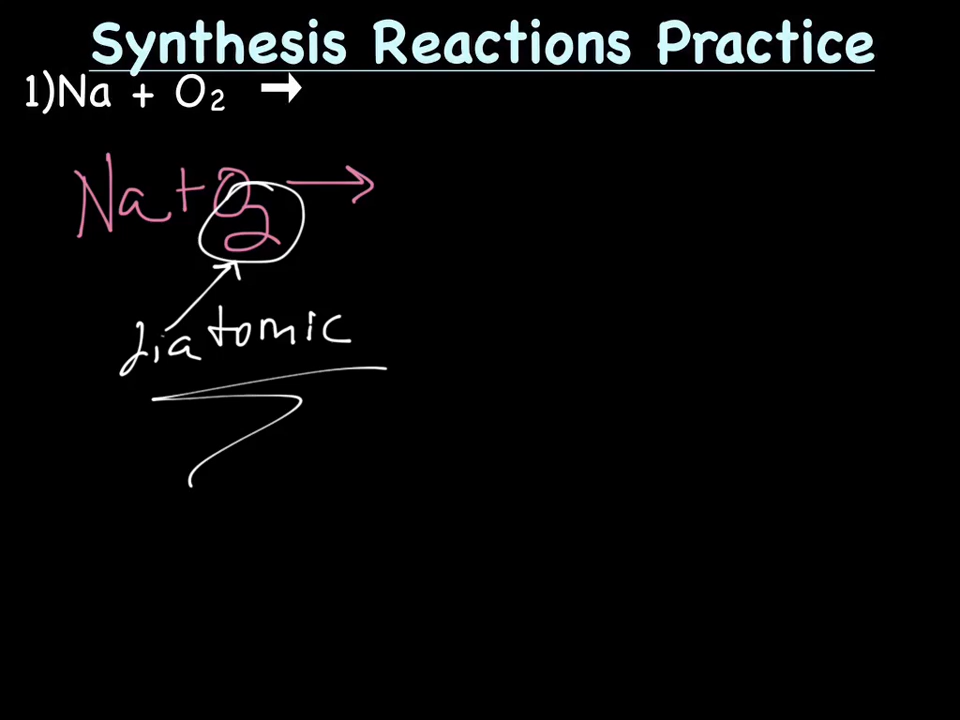 Synthesis Reactions Practice
1)Na + O₂ →
Na + O₂ →
diatomic